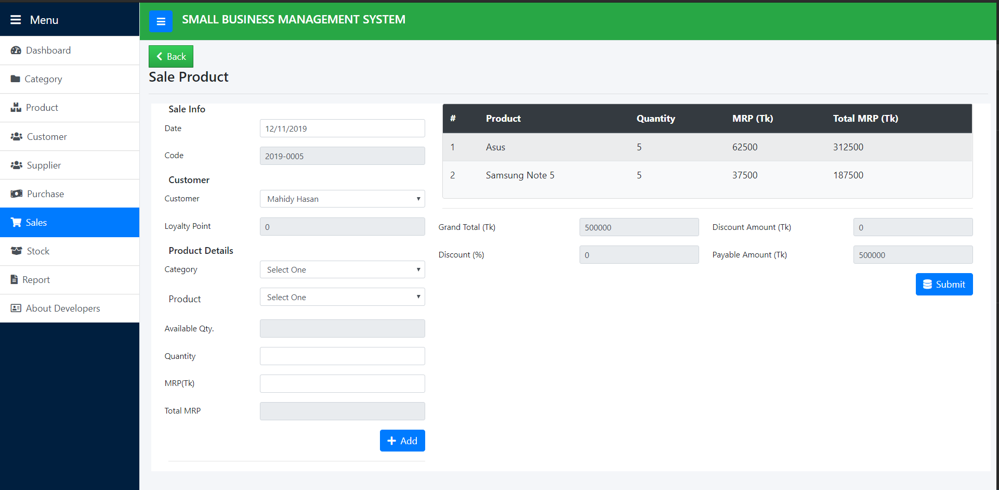 Menu
Dashboard
Category
Product
Customer
Supplier
Purchase
Sales
Stock
Report
About Developers
SMALL BUSINESS MANAGEMENT SYSTEM
Back
Sale Product
Sale Info
Date 12/11/2019
Code 2019-0005
Customer
Customer Mahidy Hasan
Loyalty Point 0
Product Details
Category Select One
Product Select One
Available Qty.
Quantity
MRP(Tk)
Total MRP
Add
# Product Quantity MRP (Tk) Total MRP (Tk)
1 Asus 5 62500 312500
2 Samsung Note 5 5 37500 187500
Grand Total (Tk) 500000 Discount Amount (Tk) 0
Discount (%) 0 Payable Amount (Tk) 500000
Submit